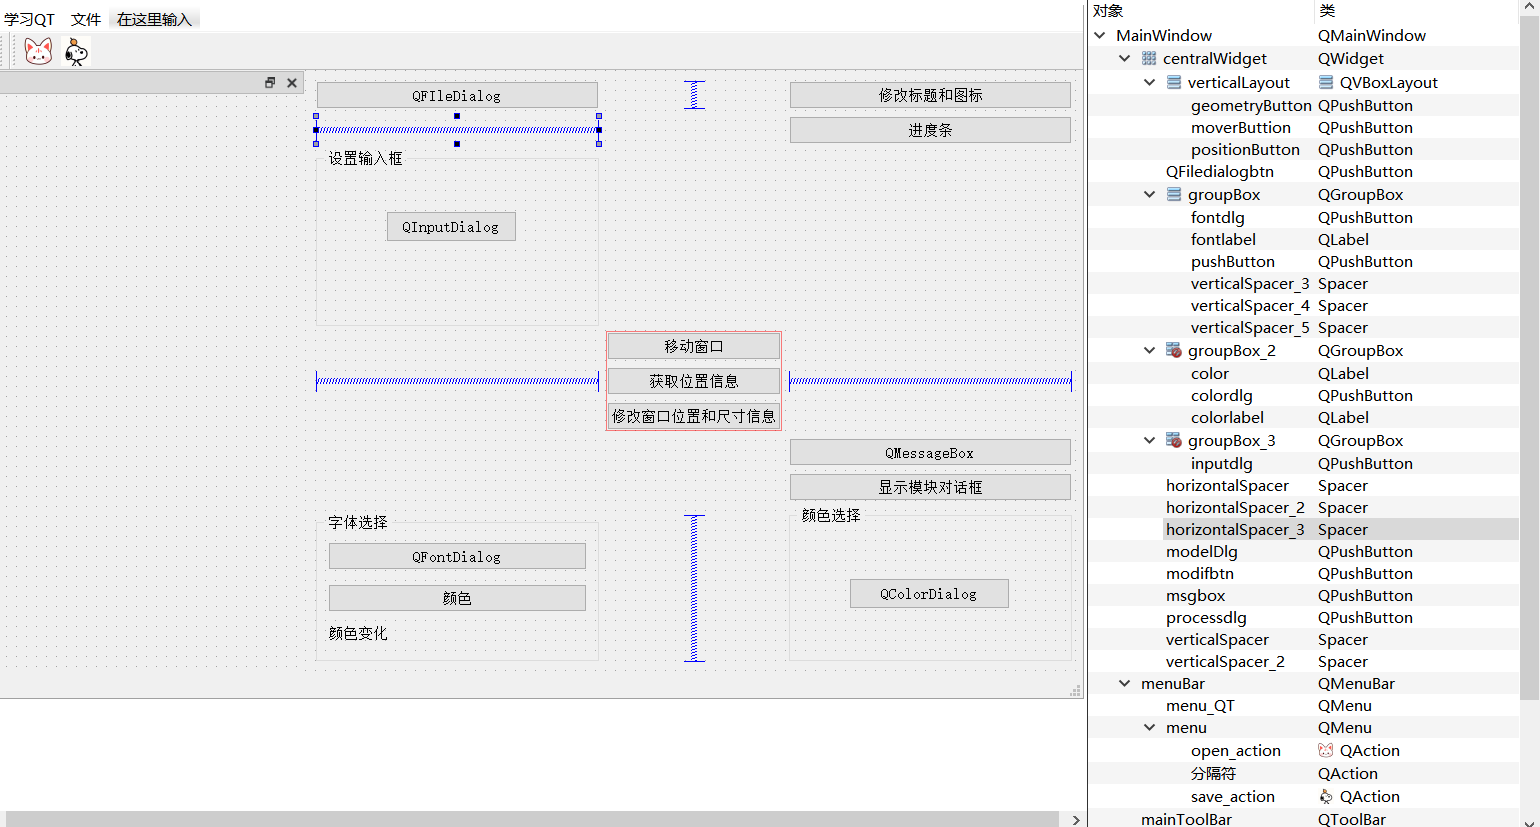 学习QT 文件 在这里输入
QFIleDialog
修改标题和图标
进度条
设置输入框
QInputDialog
移动窗口
获取位置信息
修改窗口位置和尺寸信息
QMessageBox
显示模块对话框
字体选择
颜色选择
QFontDialog
QColorDialog
颜色
颜色变化
对象 类
MainWindow QMainWindow
centralWidget QWidget
verticalLayout QVBoxLayout
geometryButton QPushButton
moverButtion QPushButton
positionButton QPushButton
QFiledialogbtn QPushButton
groupBox QGroupBox
fontdlg QPushButton
fontlabel QLabel
pushButton QPushButton
verticalSpacer_3 Spacer
verticalSpacer_4 Spacer
verticalSpacer_5 Spacer
groupBox_2 QGroupBox
color QLabel
colordlg QPushButton
colorlabel QLabel
groupBox_3 QGroupBox
inputdlg QPushButton
horizontalSpacer Spacer
horizontalSpacer_2 Spacer
horizontalSpacer_3 Spacer
modelDlg QPushButton
modifbtn QPushButton
msgbox QPushButton
processdlg QPushButton
verticalSpacer Spacer
verticalSpacer_2 Spacer
menuBar QMenuBar
menu_QT QMenu
menu QMenu
open_action QAction
分隔符 QAction
save_action QAction
mainToolBar QToolBar